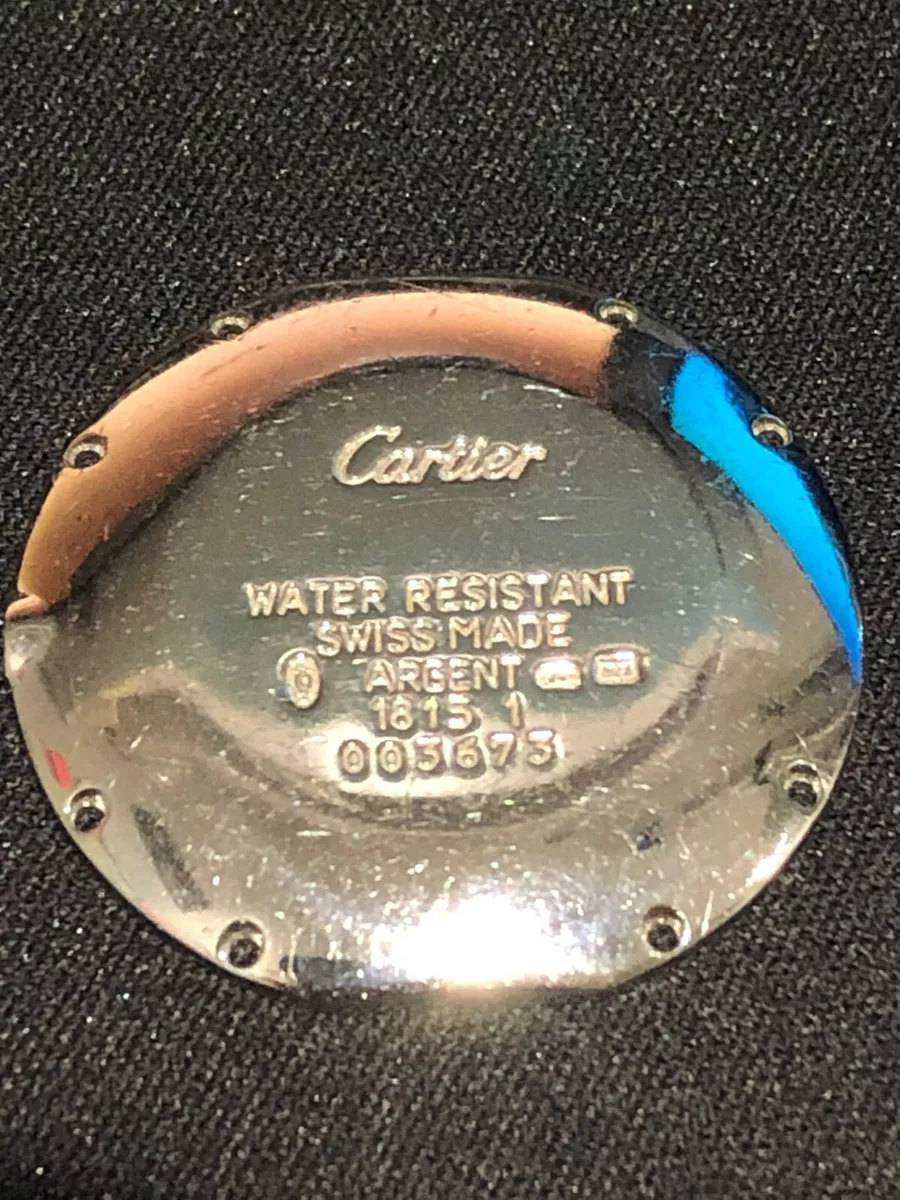 Cartier
WATER RESISTANT
SWISS MADE
ARGENT
1815 1
003673